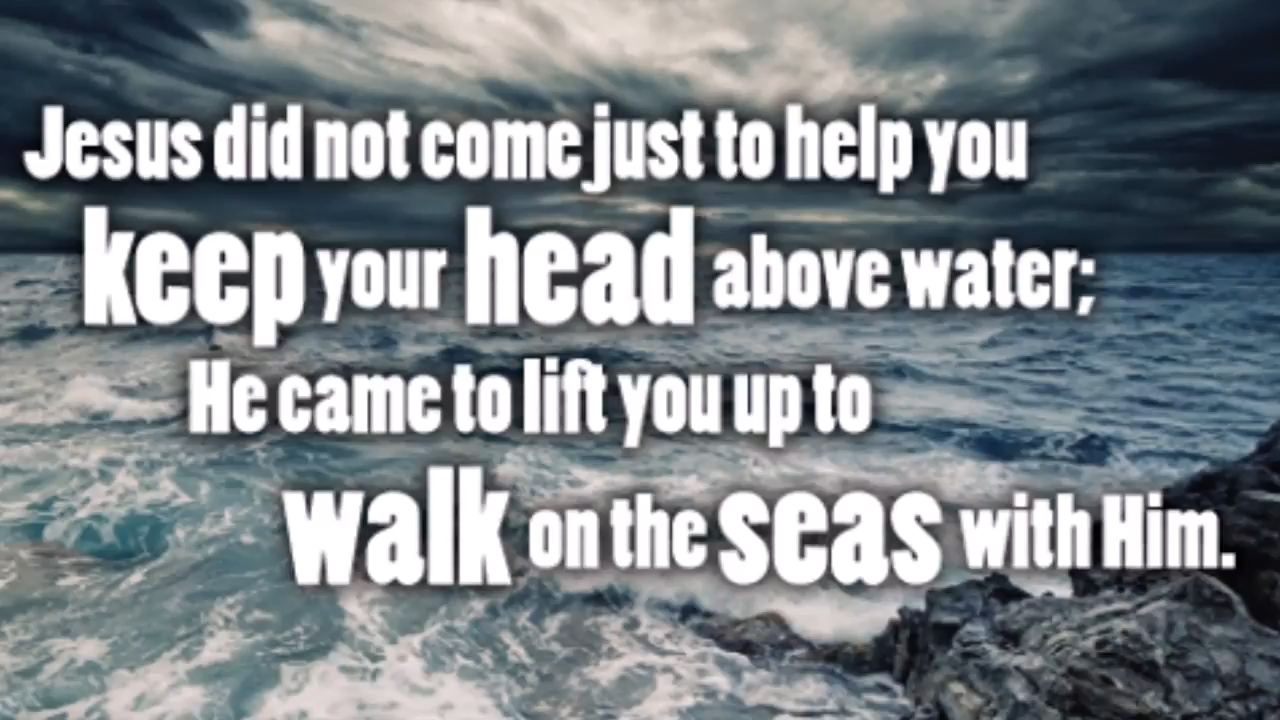 Jesus did not come just to help you
keep your head above water;
He came to lift you up to
walk on the seas with Him.